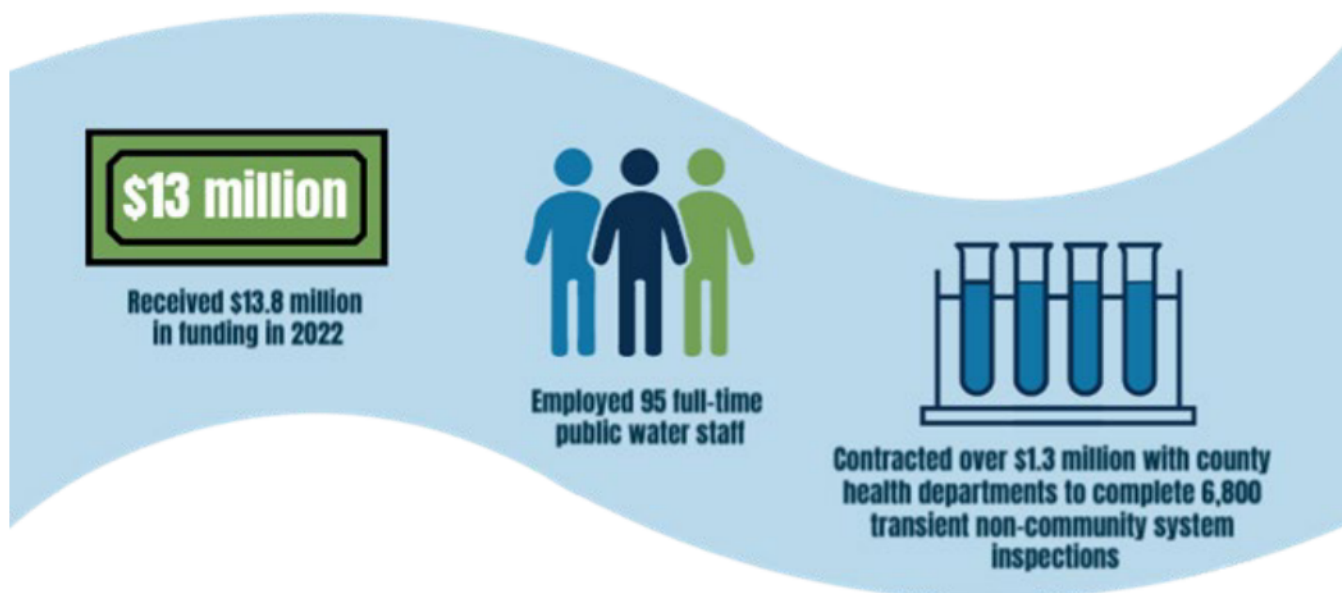 $13 million
Received $13.8 million
in funding in 2022
Employed 95 full-time
public water staff
Contracted over $1.3 million with county
health departments to complete 6,800
transient non-community system
inspections